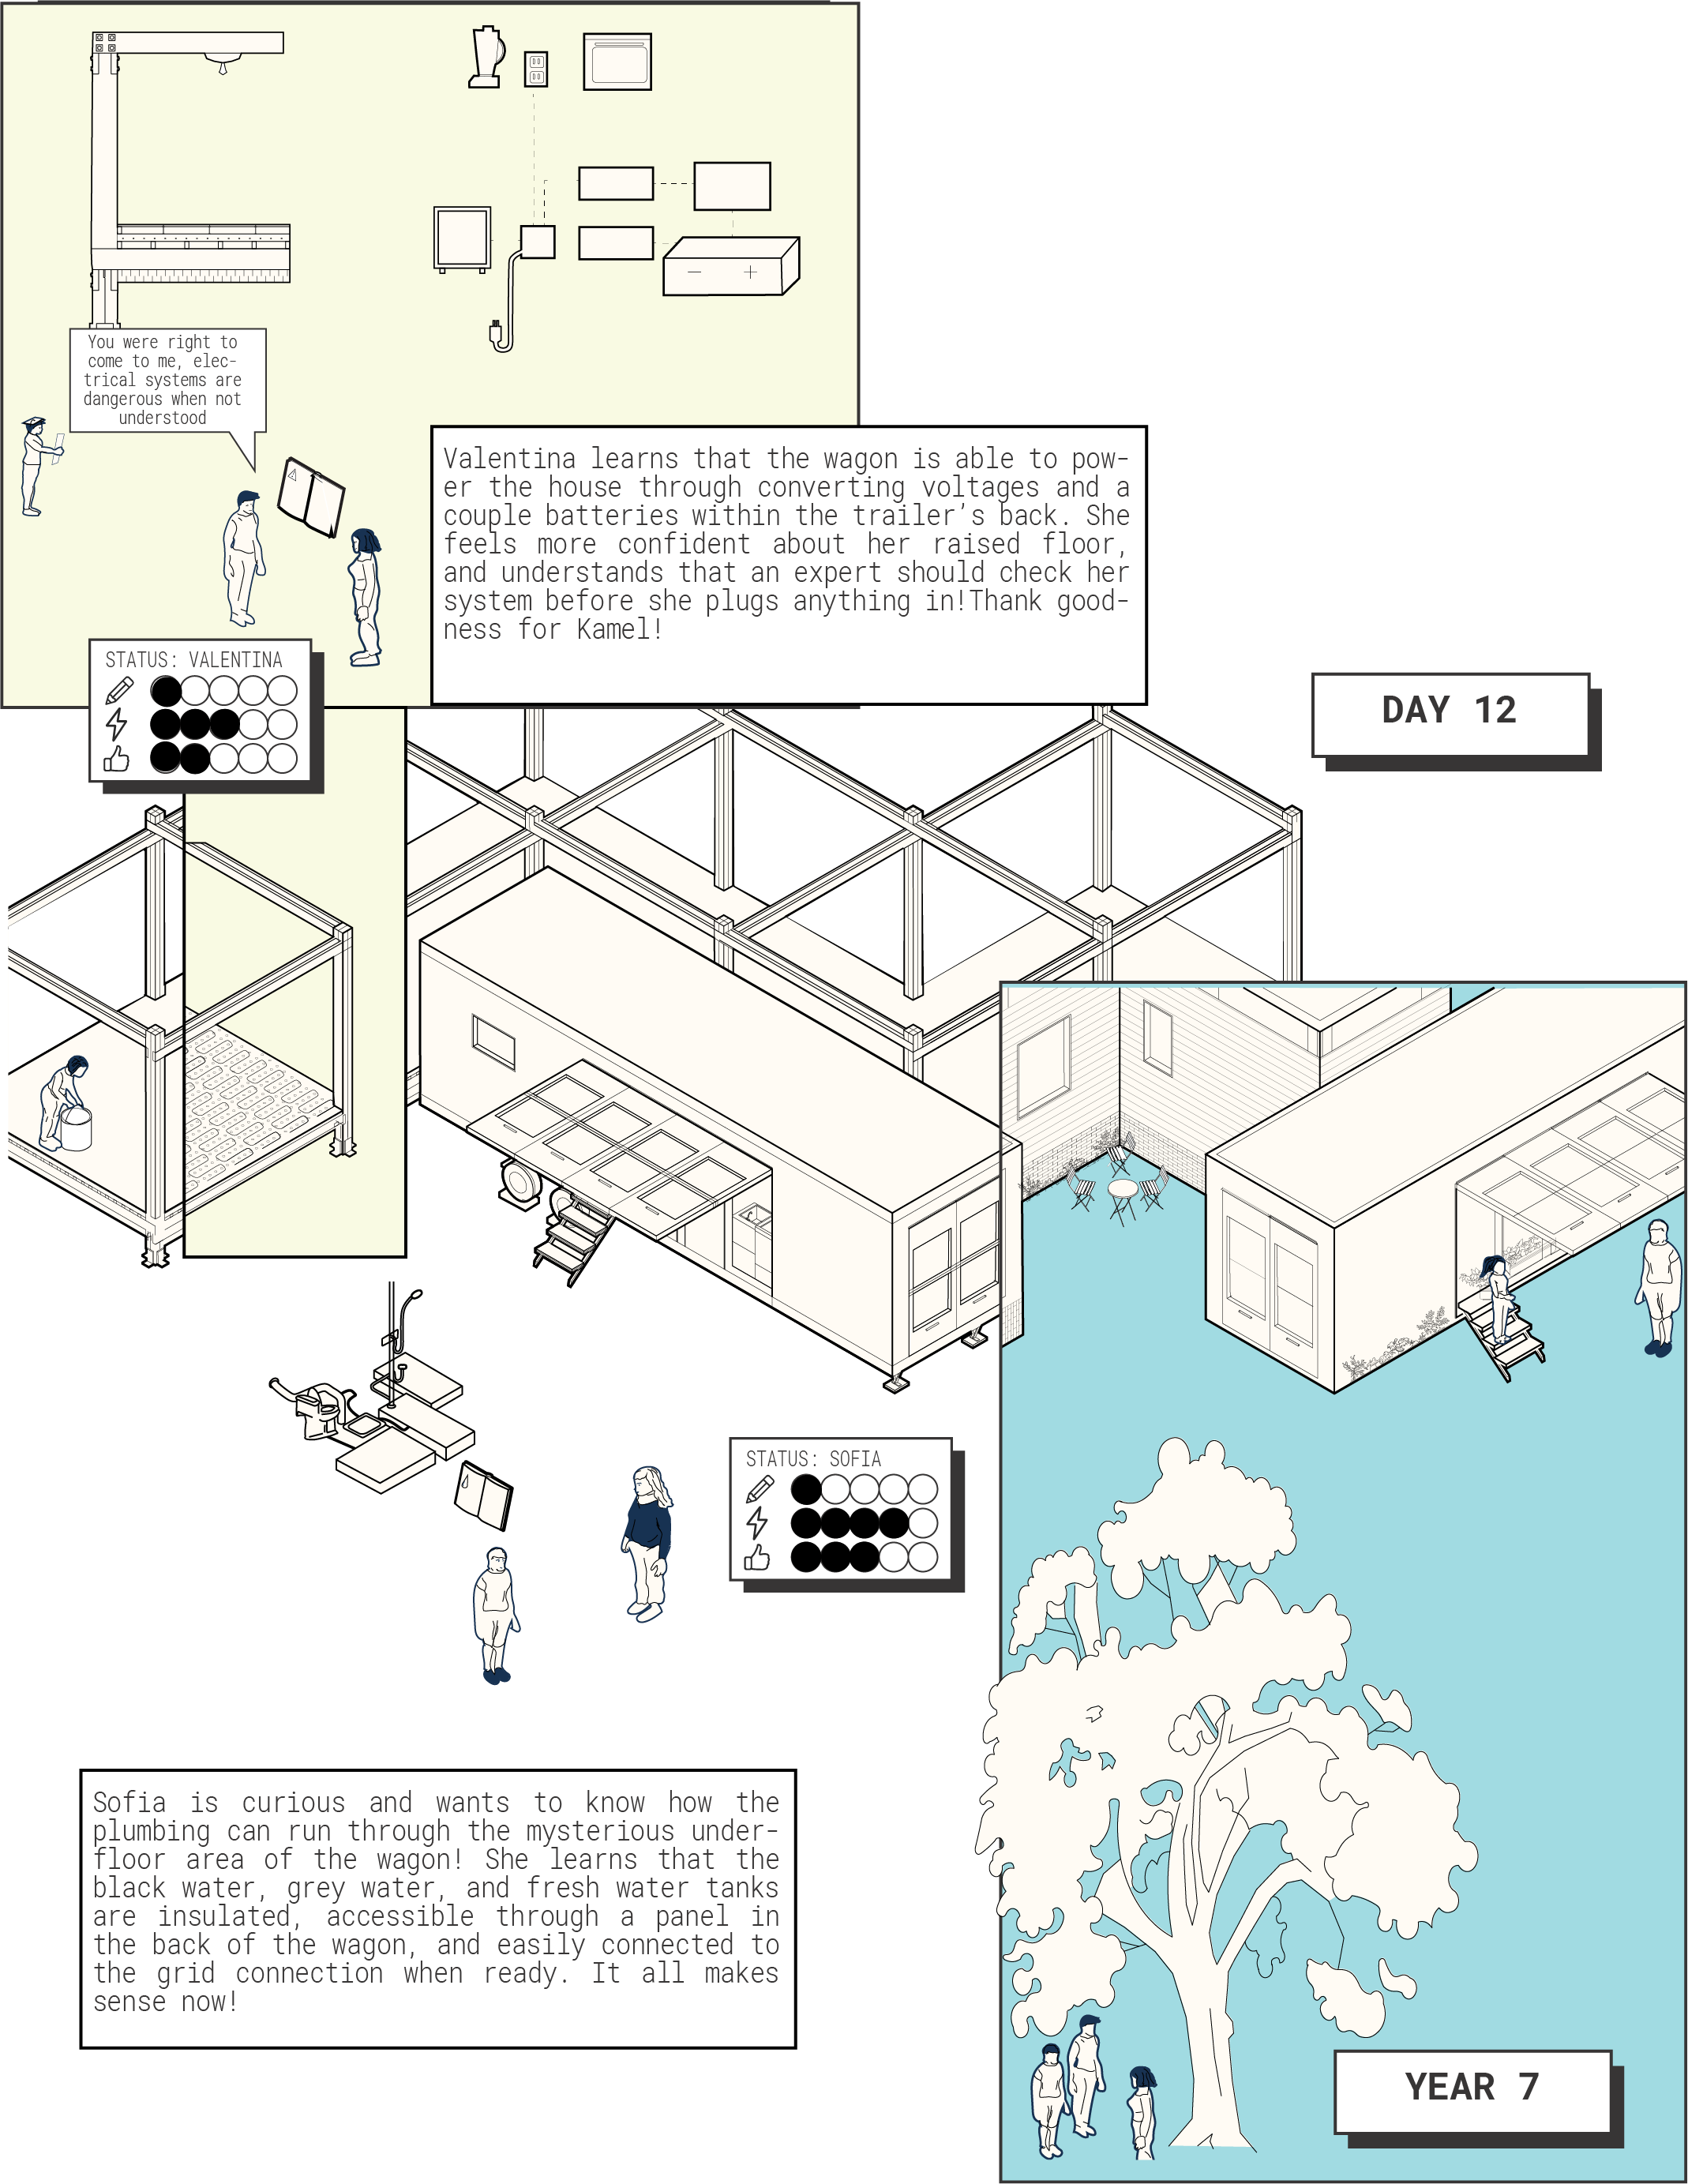 You were right to
come to me, elec-
trical systems are
dangerous when not
understood
Valentina learns that the wagon is able to pow-
er the house through converting voltages and a
couple batteries within the trailer's back. She
feels more confident about her raised floor,
and understands that an expert should check her
system before she plugs anything in!Thank good-
ness for Kamel!
STATUS: VALENTINA
DAY 12
STATUS: SOFIA
Sofia is curious and wants to know how the
plumbing can run through the mysterious under-
floor area of the wagon! She learns that the
black water, grey water, and fresh water tanks
are insulated, accessible through a panel in
the back of the wagon, and easily connected to
the grid connection when ready. It all makes
sense now!
YEAR 7